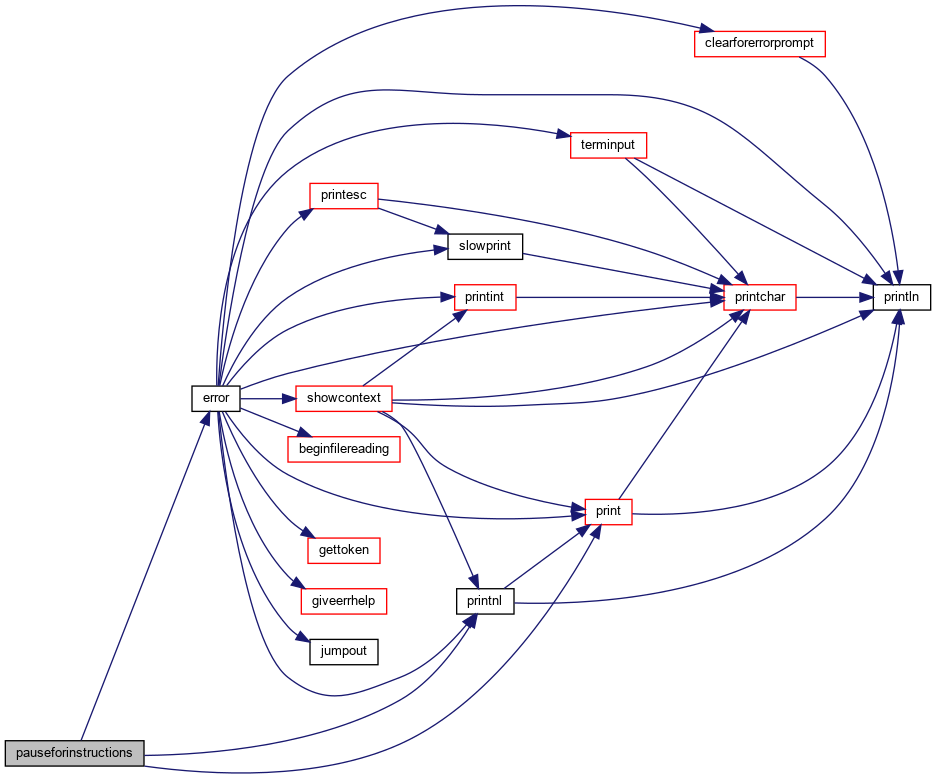 clearforerrorprompt
terminput
printesc
slowprint
printint
printchar
println
error
showcontext
beginfilereading
print
gettoken
giveerrhelp
printnl
jumpout
pauseforinstructions